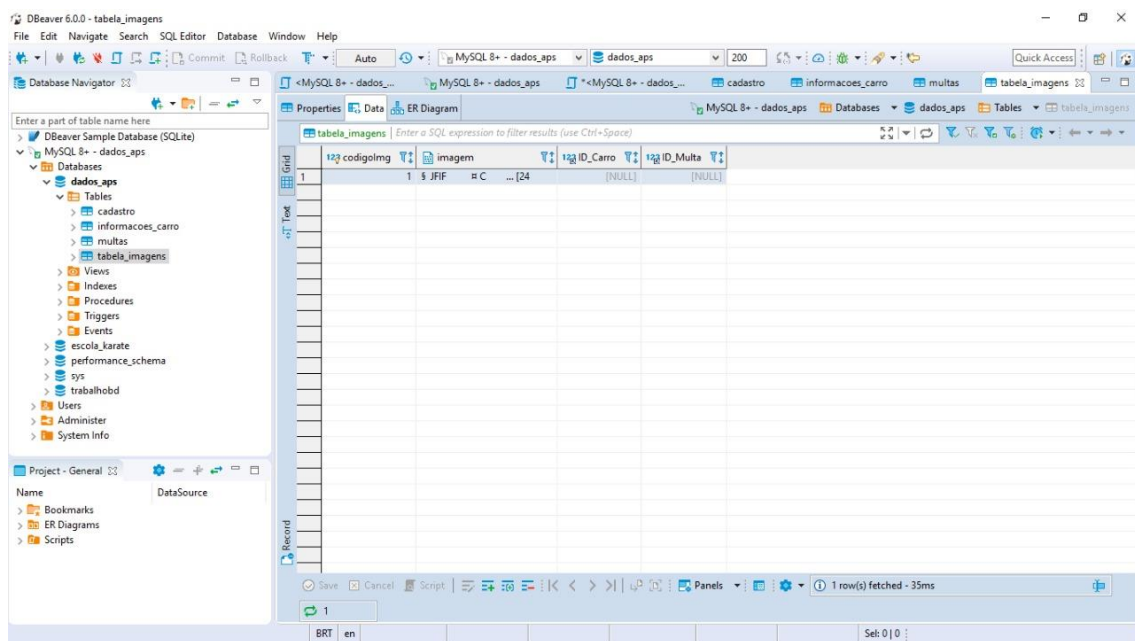 DBeaver 6.0.0 - tabela_imagens
File Edit Navigate Search SQL Editor Database Window Help
Commit Rollback Auto MySQL 8+ - dados_aps dados_aps 200 Quick Access
Database Navigator
Enter a part of table name here
DBeaver Sample Database (SQLite)
MySQL 8+ - dados_aps
Databases
dados_aps
Tables
cadastro
informacoes_carro
multas
tabela_imagens
Views
Indexes
Procedures
Triggers
Events
escola_karate
performance_schema
sys
trabalhobd
Users
Administer
System Info
Project - General
Name DataSource
Bookmarks
ER Diagrams
Scripts
<MySQL 8+ - dados_... MySQL 8+ - dados_aps *<MySQL 8+ - dados_... cadastro informacoes_carro multas tabela_imagens
Properties Data ER Diagram MySQL 8+ - dados_aps Databases dados_aps Tables tabela_imagens
tabela_imagens Enter a SQL expression to filter results (use Ctrl+Space)
Grid
Text
Record
123 codigoImg imagem 123 ID_Carro 123 ID_Multa
1 1 § JFIF ¤ C ... [24 [NULL] [NULL]
Save Cancel Script Panels 1 row(s) fetched - 35ms
1
BRT en Sel: 0 | 0